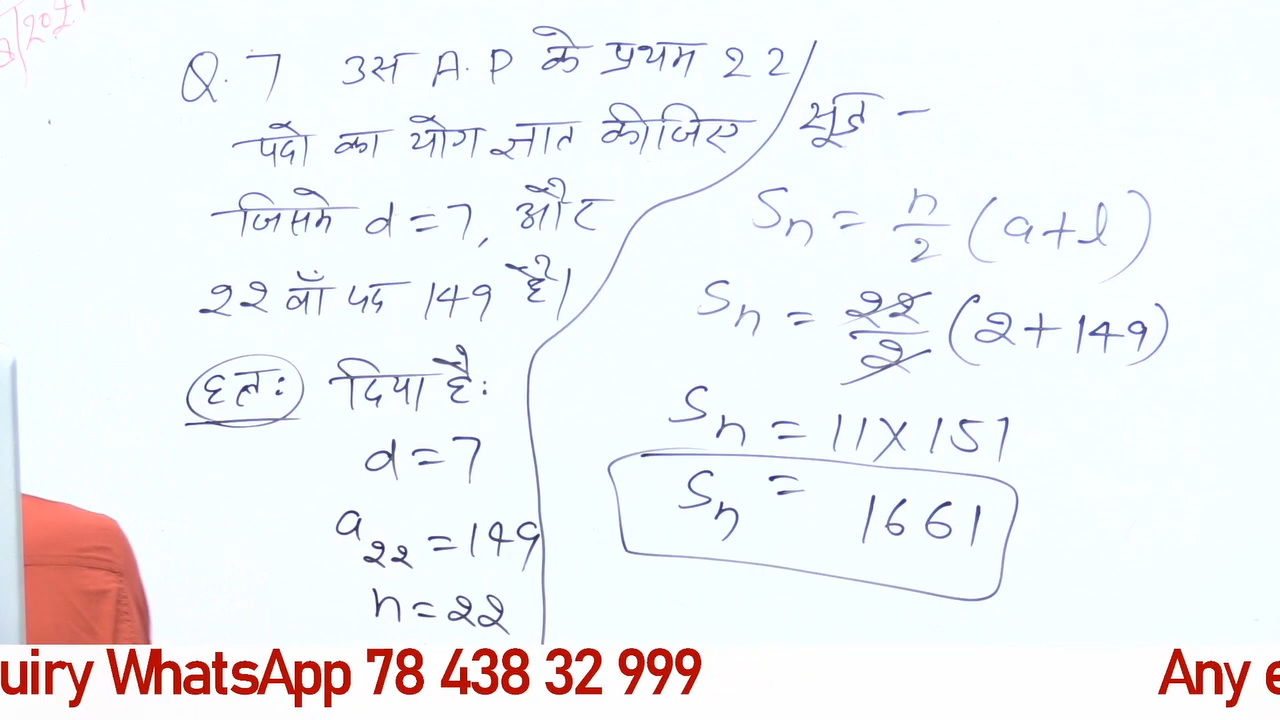 Q. 7 उस A.P के प्रथम 22
पदो का योग ज्ञात कीजिए
जिसमे d = 7, और
22 वाँ पद 149 है।
हल: दिया है:
d = 7
a22 = 149
n = 22
सूत्र -
Sn = n/2 (a+l)
Sn = 22/2 (2+149)
Sn = 11 × 151
Sn = 1661
uiry WhatsApp 78 438 32 999
Any e